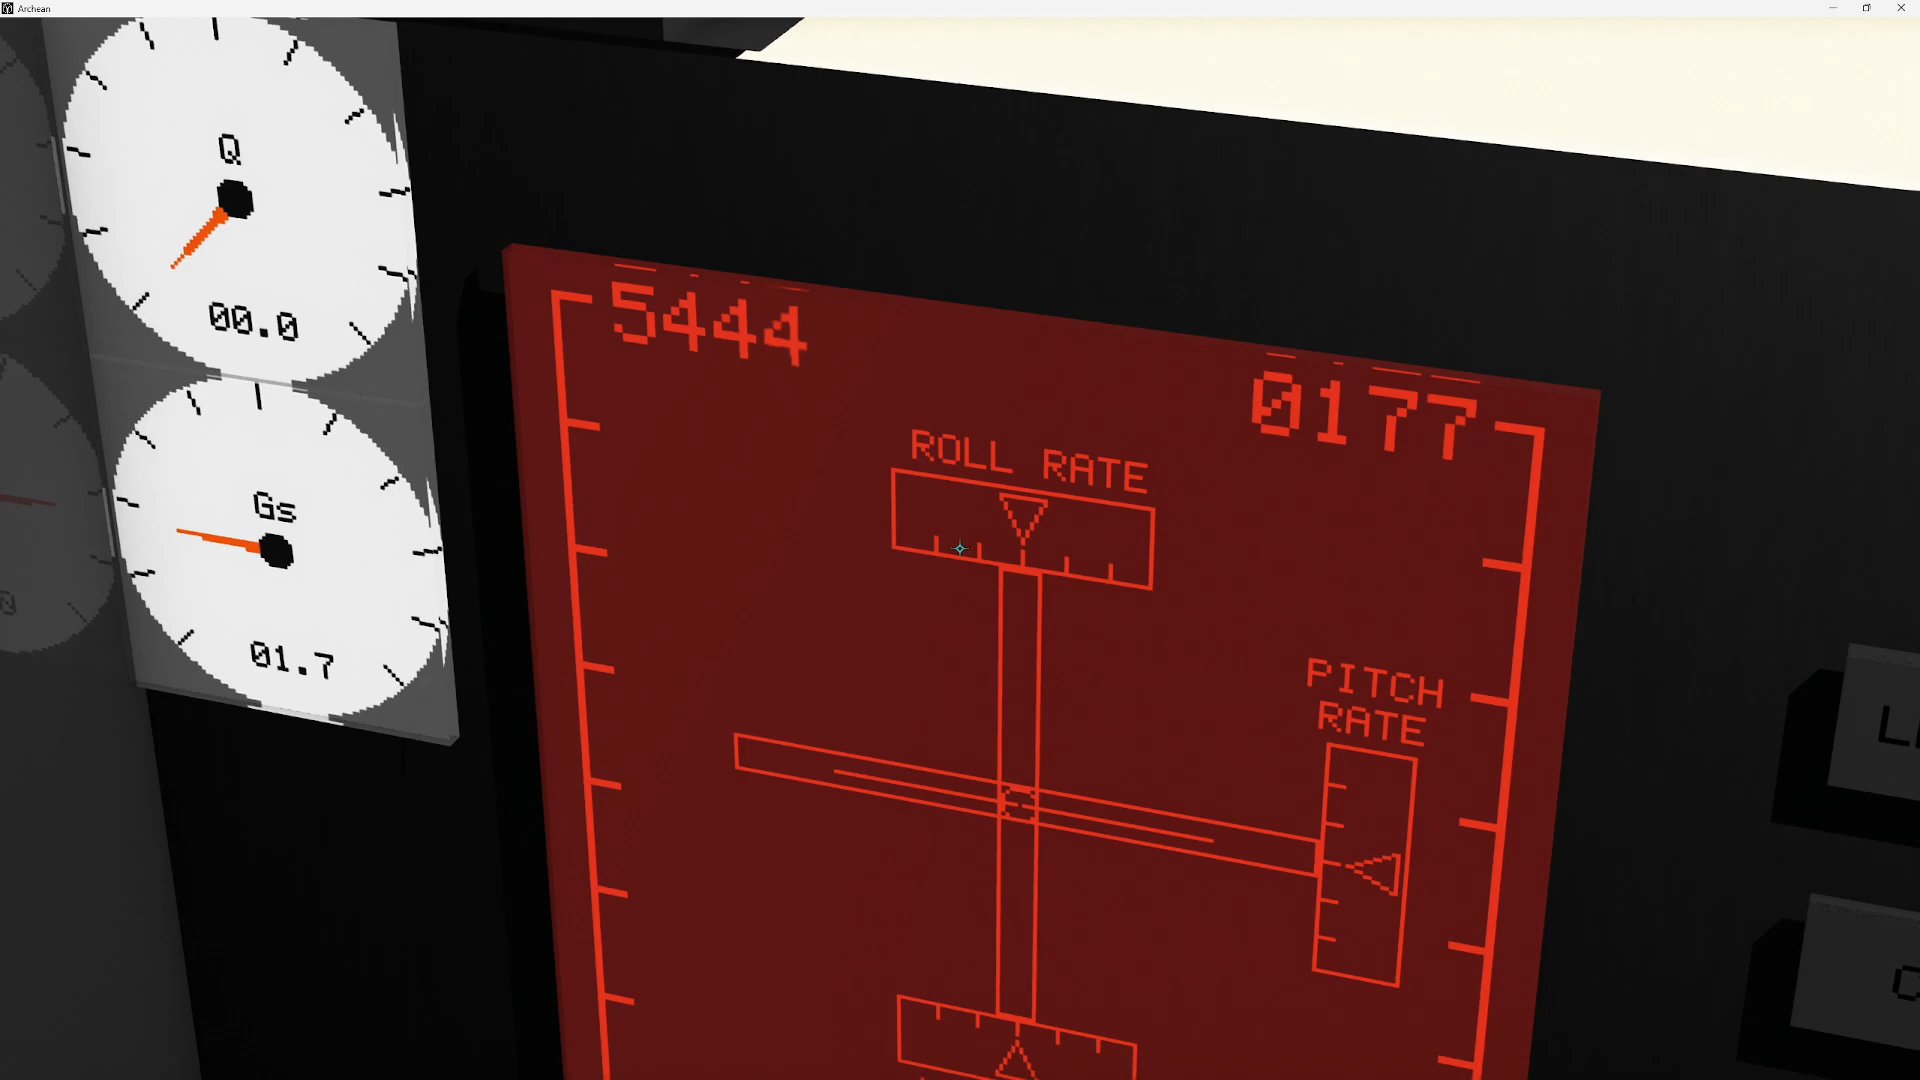 Archean
Q
00.0
Gs
01.7
5444
0177
ROLL RATE
PITCH
RATE